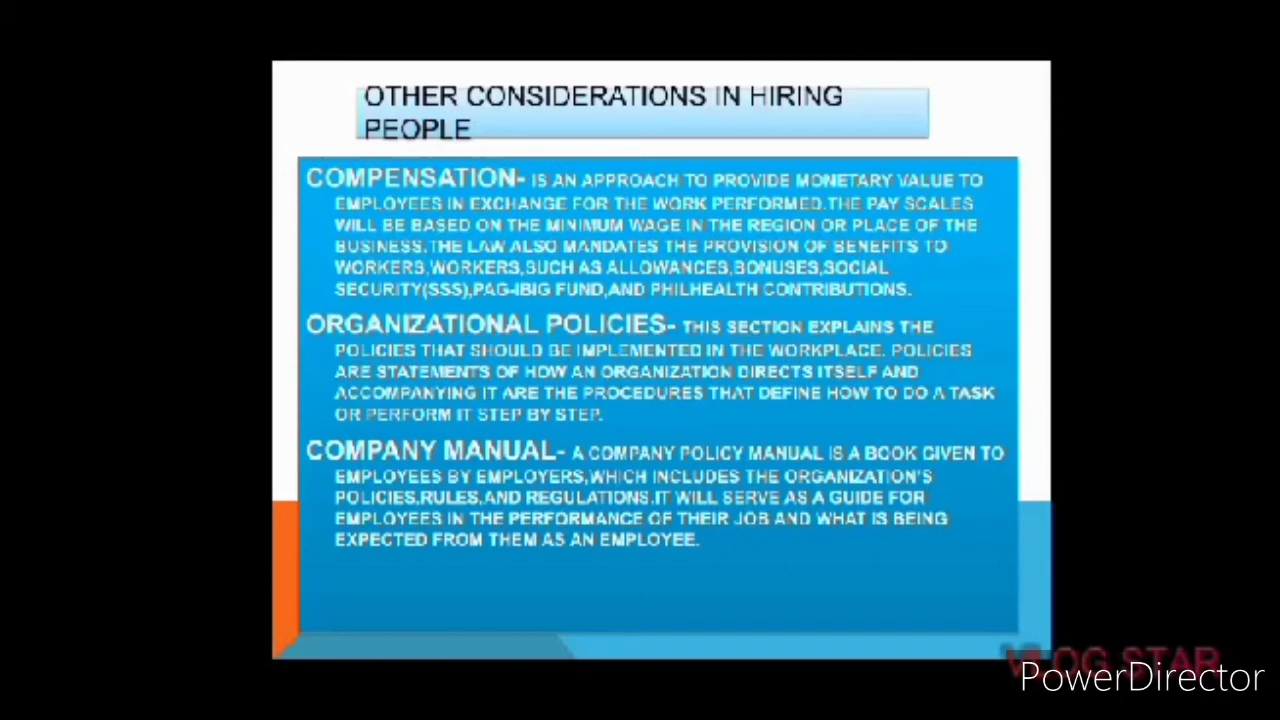 OTHER CONSIDERATIONS IN HIRING
PEOPLE
COMPENSATION- IS AN APPROACH TO PROVIDE MONETARY VALUE TO
EMPLOYEES IN EXCHANGE FOR THE WORK PERFORMED.THE PAY SCALES
WILL BE BASED ON THE MINIMUM WAGE IN THE REGION OR PLACE OF THE
BUSINESS.THE LAW ALSO MANDATES THE PROVISION OF BENEFITS TO
WORKERS,WORKERS,SUCH AS ALLOWANCES,BONUSES,SOCIAL
SECURITY(SSS),PAG-IBIG FUND,AND PHILHEALTH CONTRIBUTIONS.
ORGANIZATIONAL POLICIES- THIS SECTION EXPLAINS THE
POLICIES THAT SHOULD BE IMPLEMENTED IN THE WORKPLACE. POLICIES
ARE STATEMENTS OF HOW AN ORGANIZATION DIRECTS ITSELF AND
ACCOMPANYING IT ARE THE PROCEDURES THAT DEFINE HOW TO DO A TASK
OR PERFORM IT STEP BY STEP.
COMPANY MANUAL- A COMPANY POLICY MANUAL IS A BOOK GIVEN TO
EMPLOYEES BY EMPLOYERS,WHICH INCLUDES THE ORGANIZATION'S
POLICIES,RULES,AND REGULATIONS.IT WILL SERVE AS A GUIDE FOR
EMPLOYEES IN THE PERFORMANCE OF THEIR JOB AND WHAT IS BEING
EXPECTED FROM THEM AS AN EMPLOYEE.
VLOG STAR
PowerDirector